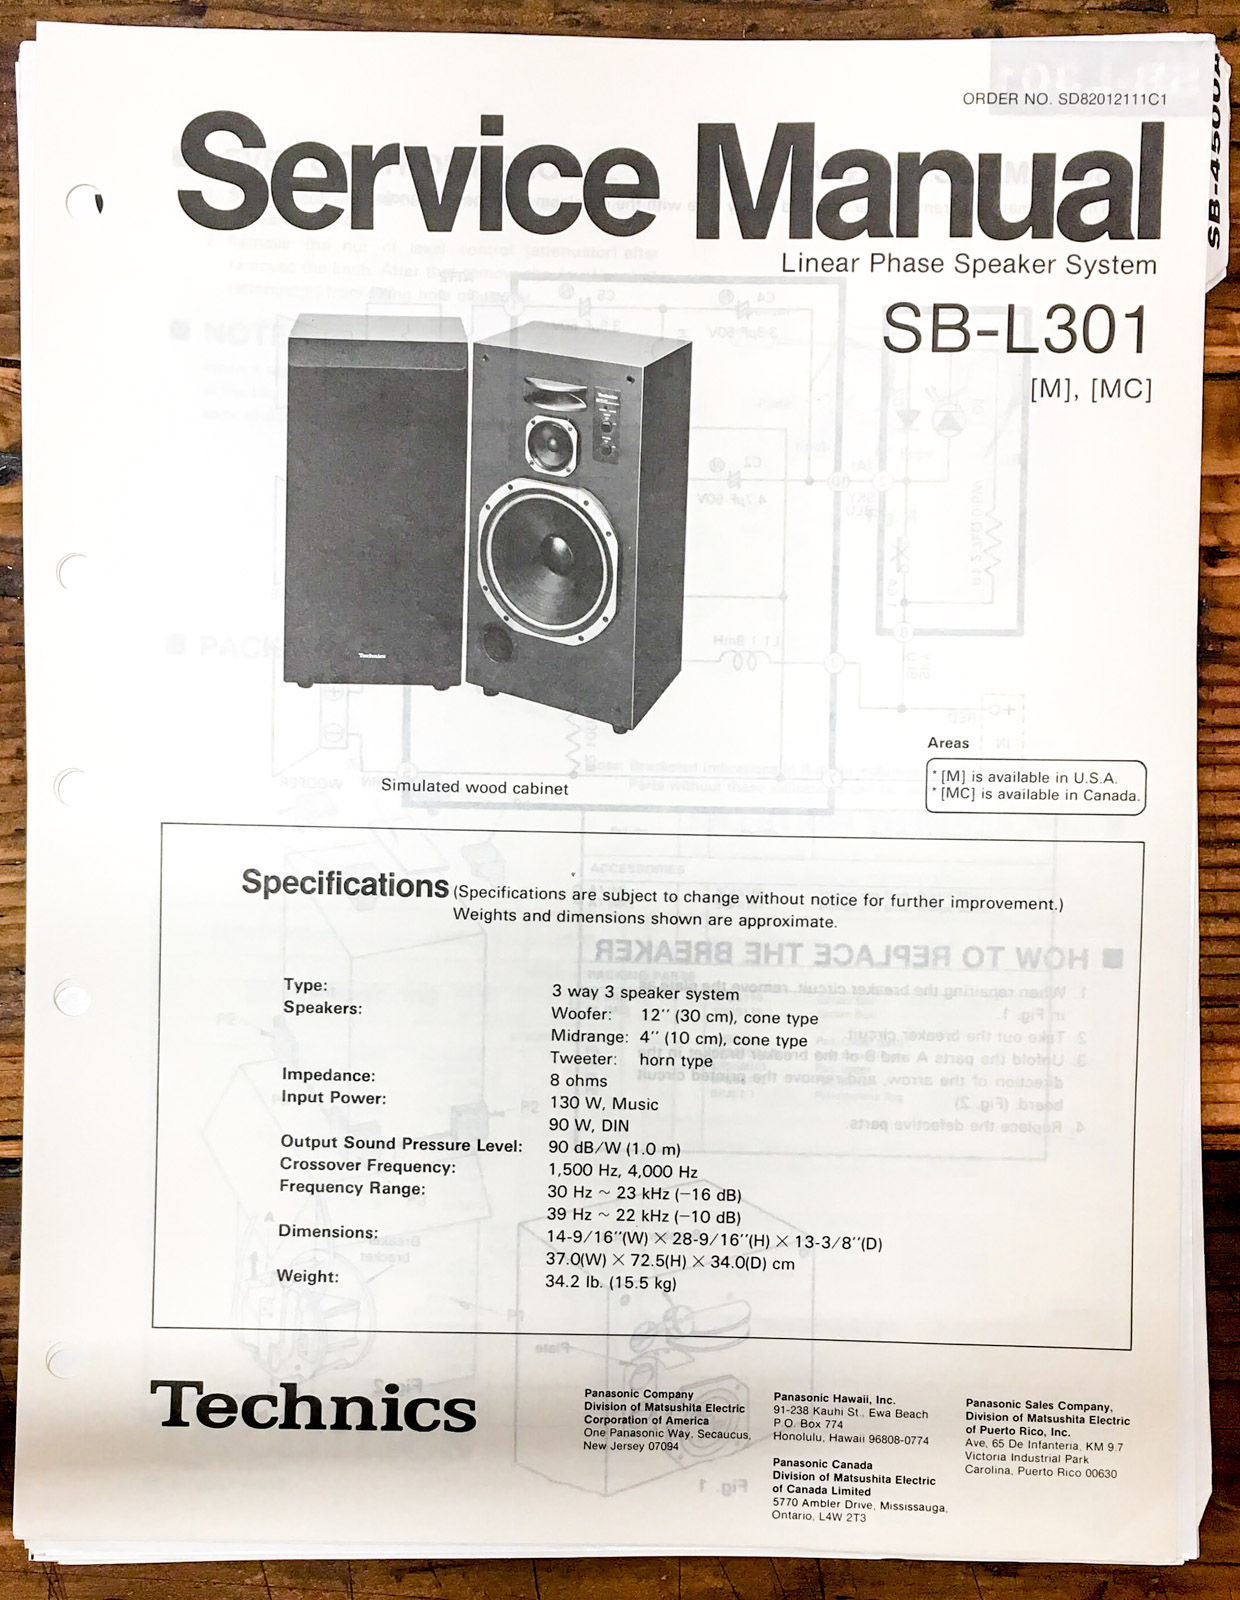 ORDER NO. SD82012111C1
SB-4500A
Service Manual
Linear Phase Speaker System
SB-L301
[M], [MC]
Technics
Simulated wood cabinet
Areas
* [M] is available in U.S.A.
* [MC] is available in Canada.
Specifications (Specifications are subject to change without notice for further improvement.)
Weights and dimensions shown are approximate.
Type: 3 way 3 speaker system
Speakers: Woofer: 12'' (30 cm), cone type
Midrange: 4'' (10 cm), cone type
Tweeter: horn type
Impedance: 8 ohms
Input Power: 130 W, Music
90 W, DIN
Output Sound Pressure Level: 90 dB/W (1.0 m)
Crossover Frequency: 1,500 Hz, 4,000 Hz
Frequency Range: 30 Hz ~ 23 kHz (−16 dB)
39 Hz ~ 22 kHz (−10 dB)
Dimensions: 14-9/16''(W) × 28-9/16''(H) × 13-3/8''(D)
37.0(W) × 72.5(H) × 34.0(D) cm
Weight: 34.2 lb. (15.5 kg)
Technics
Panasonic Company
Division of Matsushita Electric
Corporation of America
One Panasonic Way, Secaucus,
New Jersey 07094
Panasonic Hawaii, Inc.
91-238 Kauhi St., Ewa Beach
P.O. Box 774
Honolulu, Hawaii 96808-0774
Panasonic Canada
Division of Matsushita Electric
of Canada Limited
5770 Ambler Drive, Mississauga,
Ontario, L4W 2T3
Panasonic Sales Company,
Division of Matsushita Electric
of Puerto Rico, Inc.
Ave, 65 De Infanteria, KM 9.7
Victoria Industrial Park
Carolina, Puerto Rico 00630
HOW TO REPLACE THE BREAKER